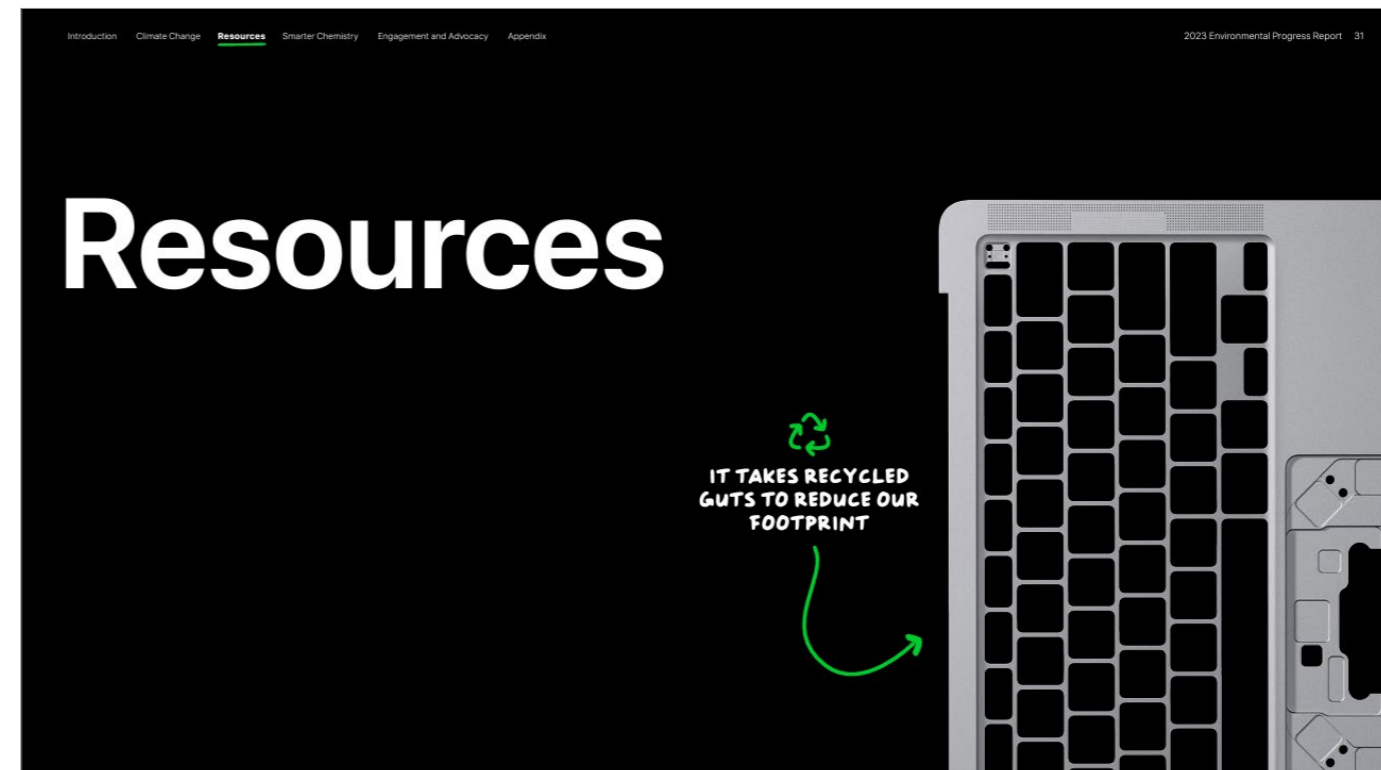 Introduction Climate Change Resources Smarter Chemistry Engagement and Advocacy Appendix
2023 Environmental Progress Report 31
Resources
IT TAKES RECYCLED
GUTS TO REDUCE OUR
FOOTPRINT